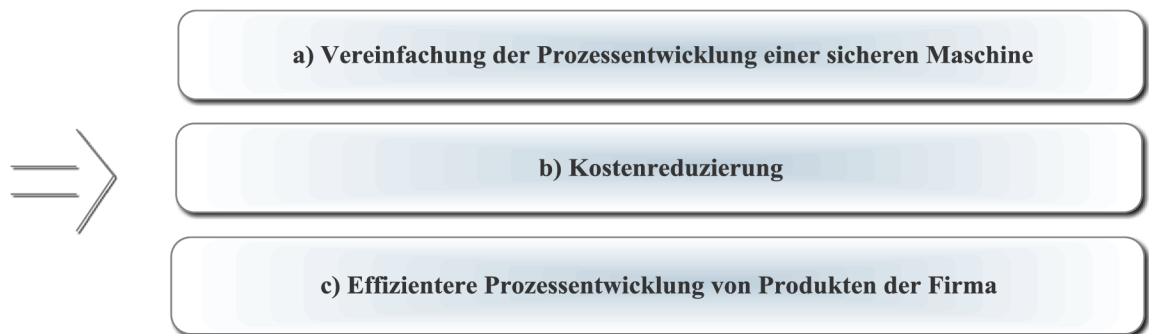 a) Vereinfachung der Prozessentwicklung einer sicheren Maschine
b) Kostenreduzierung
c) Effizientere Prozessentwicklung von Produkten der Firma